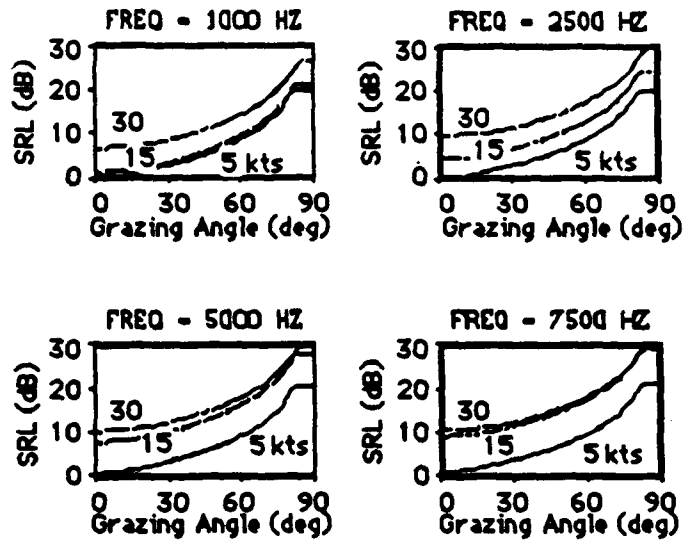 FREQ = 1000 HZ
SRL (dB)
30
20
10
0
30
15
5 kts
0 30 60 90
Grazing Angle (deg)
FREQ = 2500 HZ
SRL (dB)
30
20
10
0
30
15
5 kts
0 30 60 90
Grazing Angle (deg)
FREQ = 5000 HZ
SRL (dB)
30
20
10
0
30
15
5 kts
0 30 60 90
Grazing Angle (deg)
FREQ = 7500 HZ
SRL (dB)
30
20
10
0
30
15
5 kts
0 30 60 90
Grazing Angle (deg)